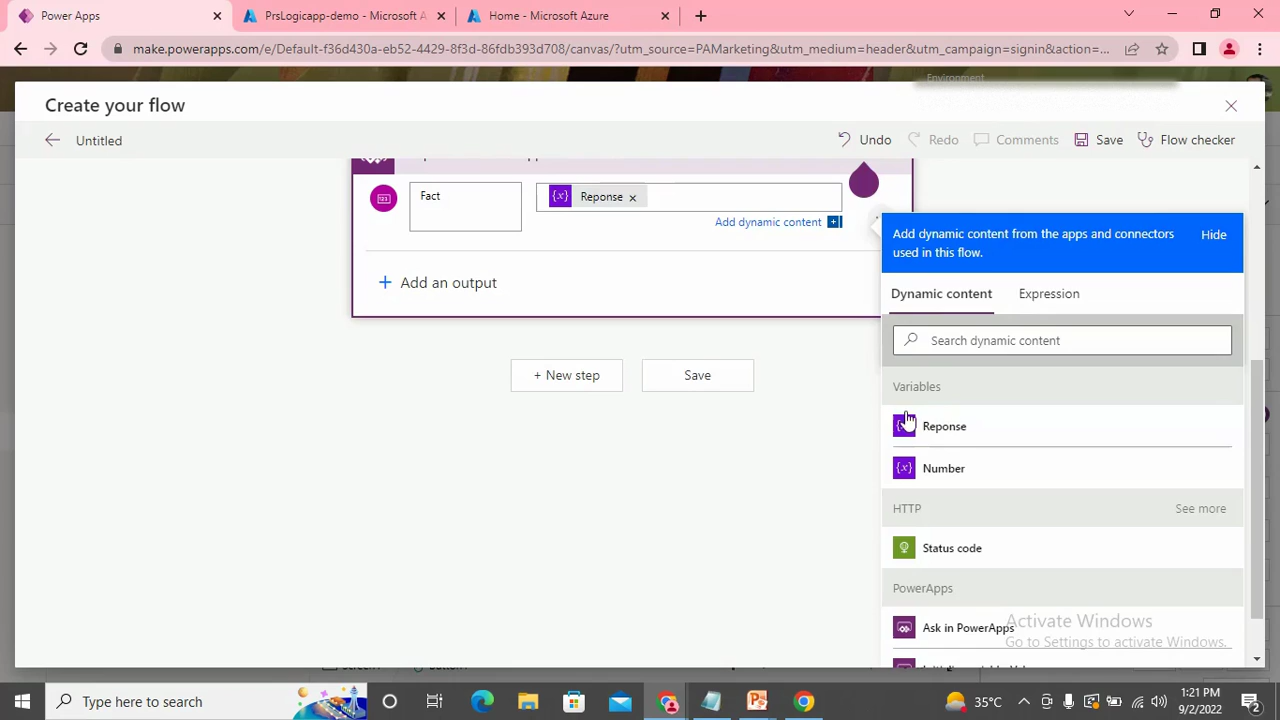 Power Apps
PrsLogicapp-demo - Microsoft A
Home - Microsoft Azure
make.powerapps.com/e/Default-f36d430a-eb52-4429-8f3d-86fdb3193d708/canvas/?utm_source=PAMarketing&utm_medium=header&utm_campaign=signin&action=...
Environment
Create your flow
Untitled
Undo
Redo
Comments
Save
Flow checker
Fact
{x} Reponse
Add dynamic content
Add an output
+ New step
Save
Add dynamic content from the apps and connectors
used in this flow.
Hide
Dynamic content
Expression
Search dynamic content
Variables
Reponse
{x} Number
HTTP
See more
Status code
PowerApps
Ask in PowerApps
Activate Windows
Go to Settings to activate Windows.
Type here to search
35°C
1:21 PM
9/2/2022
2